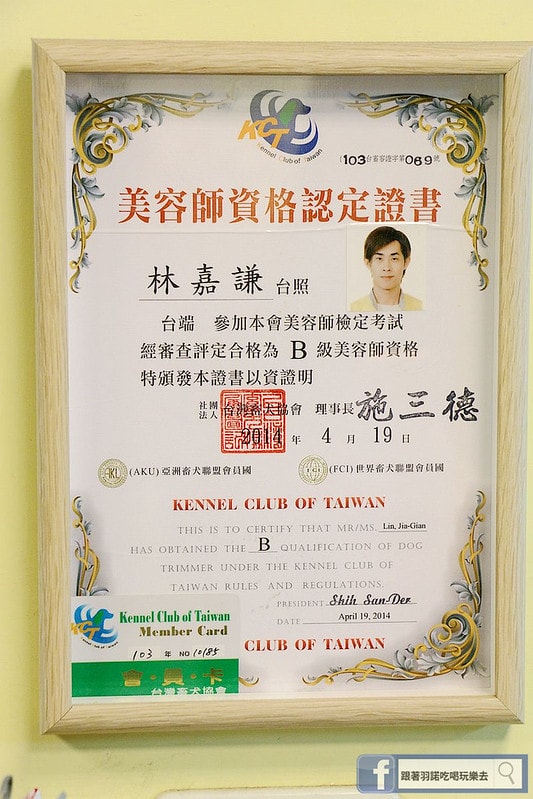 KCT
Kennel Club of Taiwan
(103台畜容證字第069號
美容師資格認定證書
林嘉謙 台照
台端 參加本會美容師檢定考試
經審查評定合格為 B 級美容師資格
特頒發本證書以資證明
社團法人 台灣畜犬協會 理事長 施三德
2014 年 4 月 19 日
(AKU)亞洲畜犬聯盟會員國 (FCI)世界畜犬聯盟會員國
KENNEL CLUB OF TAIWAN
THIS IS TO CERTIFY THAT MR/MS. Lin, Jia-Gian
HAS OBTAINED THE B QUALIFICATION OF DOG
TRIMMER UNDER THE KENNEL CLUB OF
TAIWAN RULES AND REGULATIONS.
PRESIDENT Shih San-Der
DATE April 19, 2014
CLUB OF TAIWAN
KCT
Kennel Club of Taiwan
Member Card
103 年 NO 10185
會·員·卡
台灣畜犬協會
f 跟著羽諾吃喝玩樂去